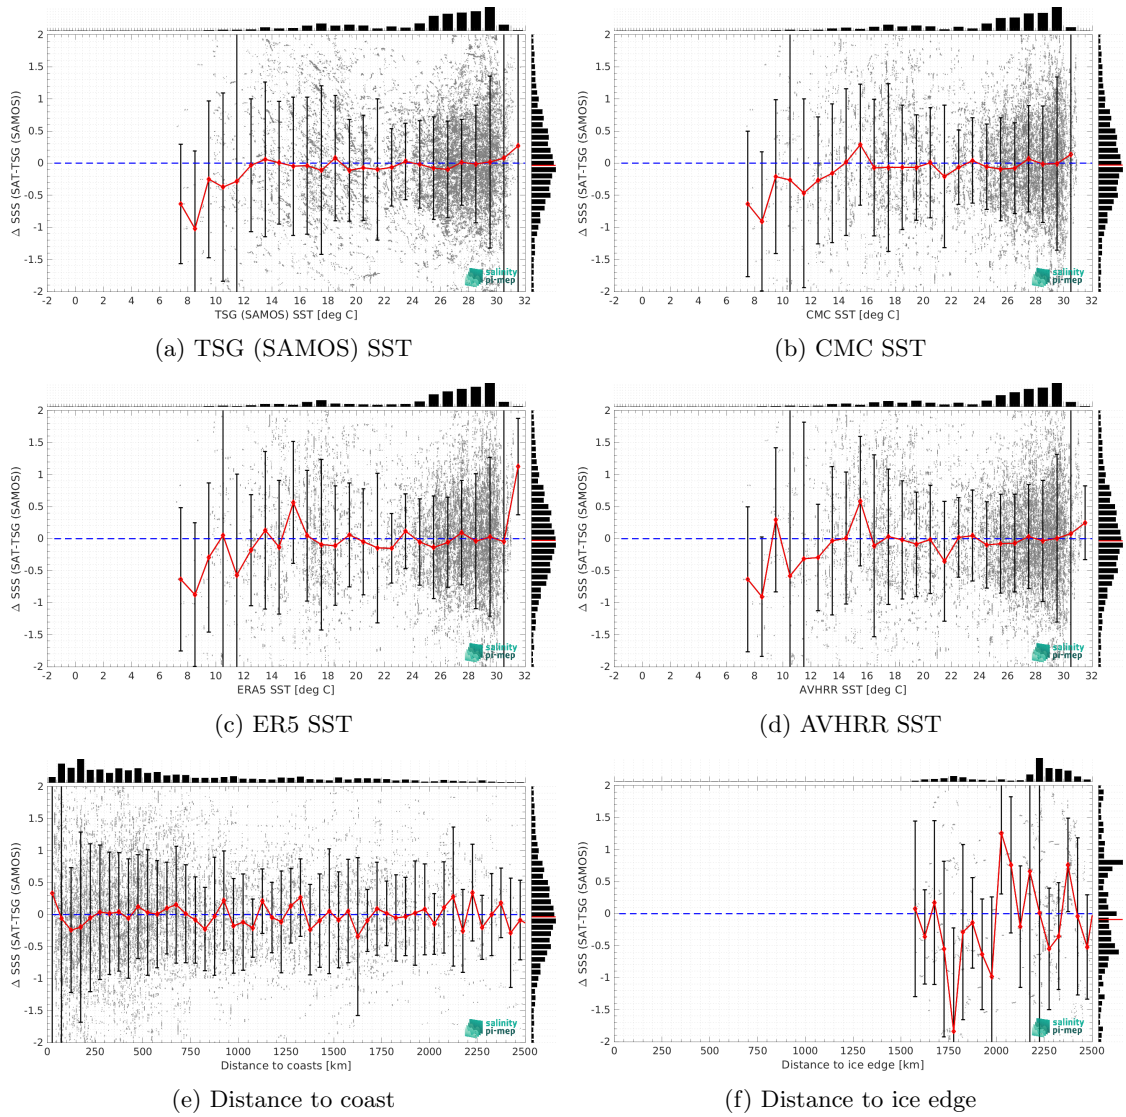 Δ SSS (SAT-TSG (SAMOS))
2
1.5
1
0.5
0
-0.5
-1
-1.5
-2
-2 0 2 4 6 8 10 12 14 16 18 20 22 24 26 28 30 32
TSG (SAMOS) SST [deg C]
salinity
pi-mep
(a) TSG (SAMOS) SST
Δ SSS (SAT-TSG (SAMOS))
2
1.5
1
0.5
0
-0.5
-1
-1.5
-2
-2 0 2 4 6 8 10 12 14 16 18 20 22 24 26 28 30 32
CMC SST [deg C]
salinity
pi-mep
(b) CMC SST
Δ SSS (SAT-TSG (SAMOS))
2
1.5
1
0.5
0
-0.5
-1
-1.5
-2
-2 0 2 4 6 8 10 12 14 16 18 20 22 24 26 28 30 32
ERA5 SST [deg C]
salinity
pi-mep
(c) ER5 SST
Δ SSS (SAT-TSG (SAMOS))
2
1.5
1
0.5
0
-0.5
-1
-1.5
-2
-2 0 2 4 6 8 10 12 14 16 18 20 22 24 26 28 30 32
AVHRR SST [deg C]
salinity
pi-mep
(d) AVHRR SST
Δ SSS (SAT-TSG (SAMOS))
2
1.5
1
0.5
0
-0.5
-1
-1.5
-2
0 250 500 750 1000 1250 1500 1750 2000 2250 2500
Distance to coasts [km]
salinity
pi-mep
(e) Distance to coast
Δ SSS (SAT-TSG (SAMOS))
2
1.5
1
0.5
0
-0.5
-1
-1.5
-2
0 250 500 750 1000 1250 1500 1750 2000 2250 2500
Distance to ice edge [km]
salinity
pi-mep
(f) Distance to ice edge